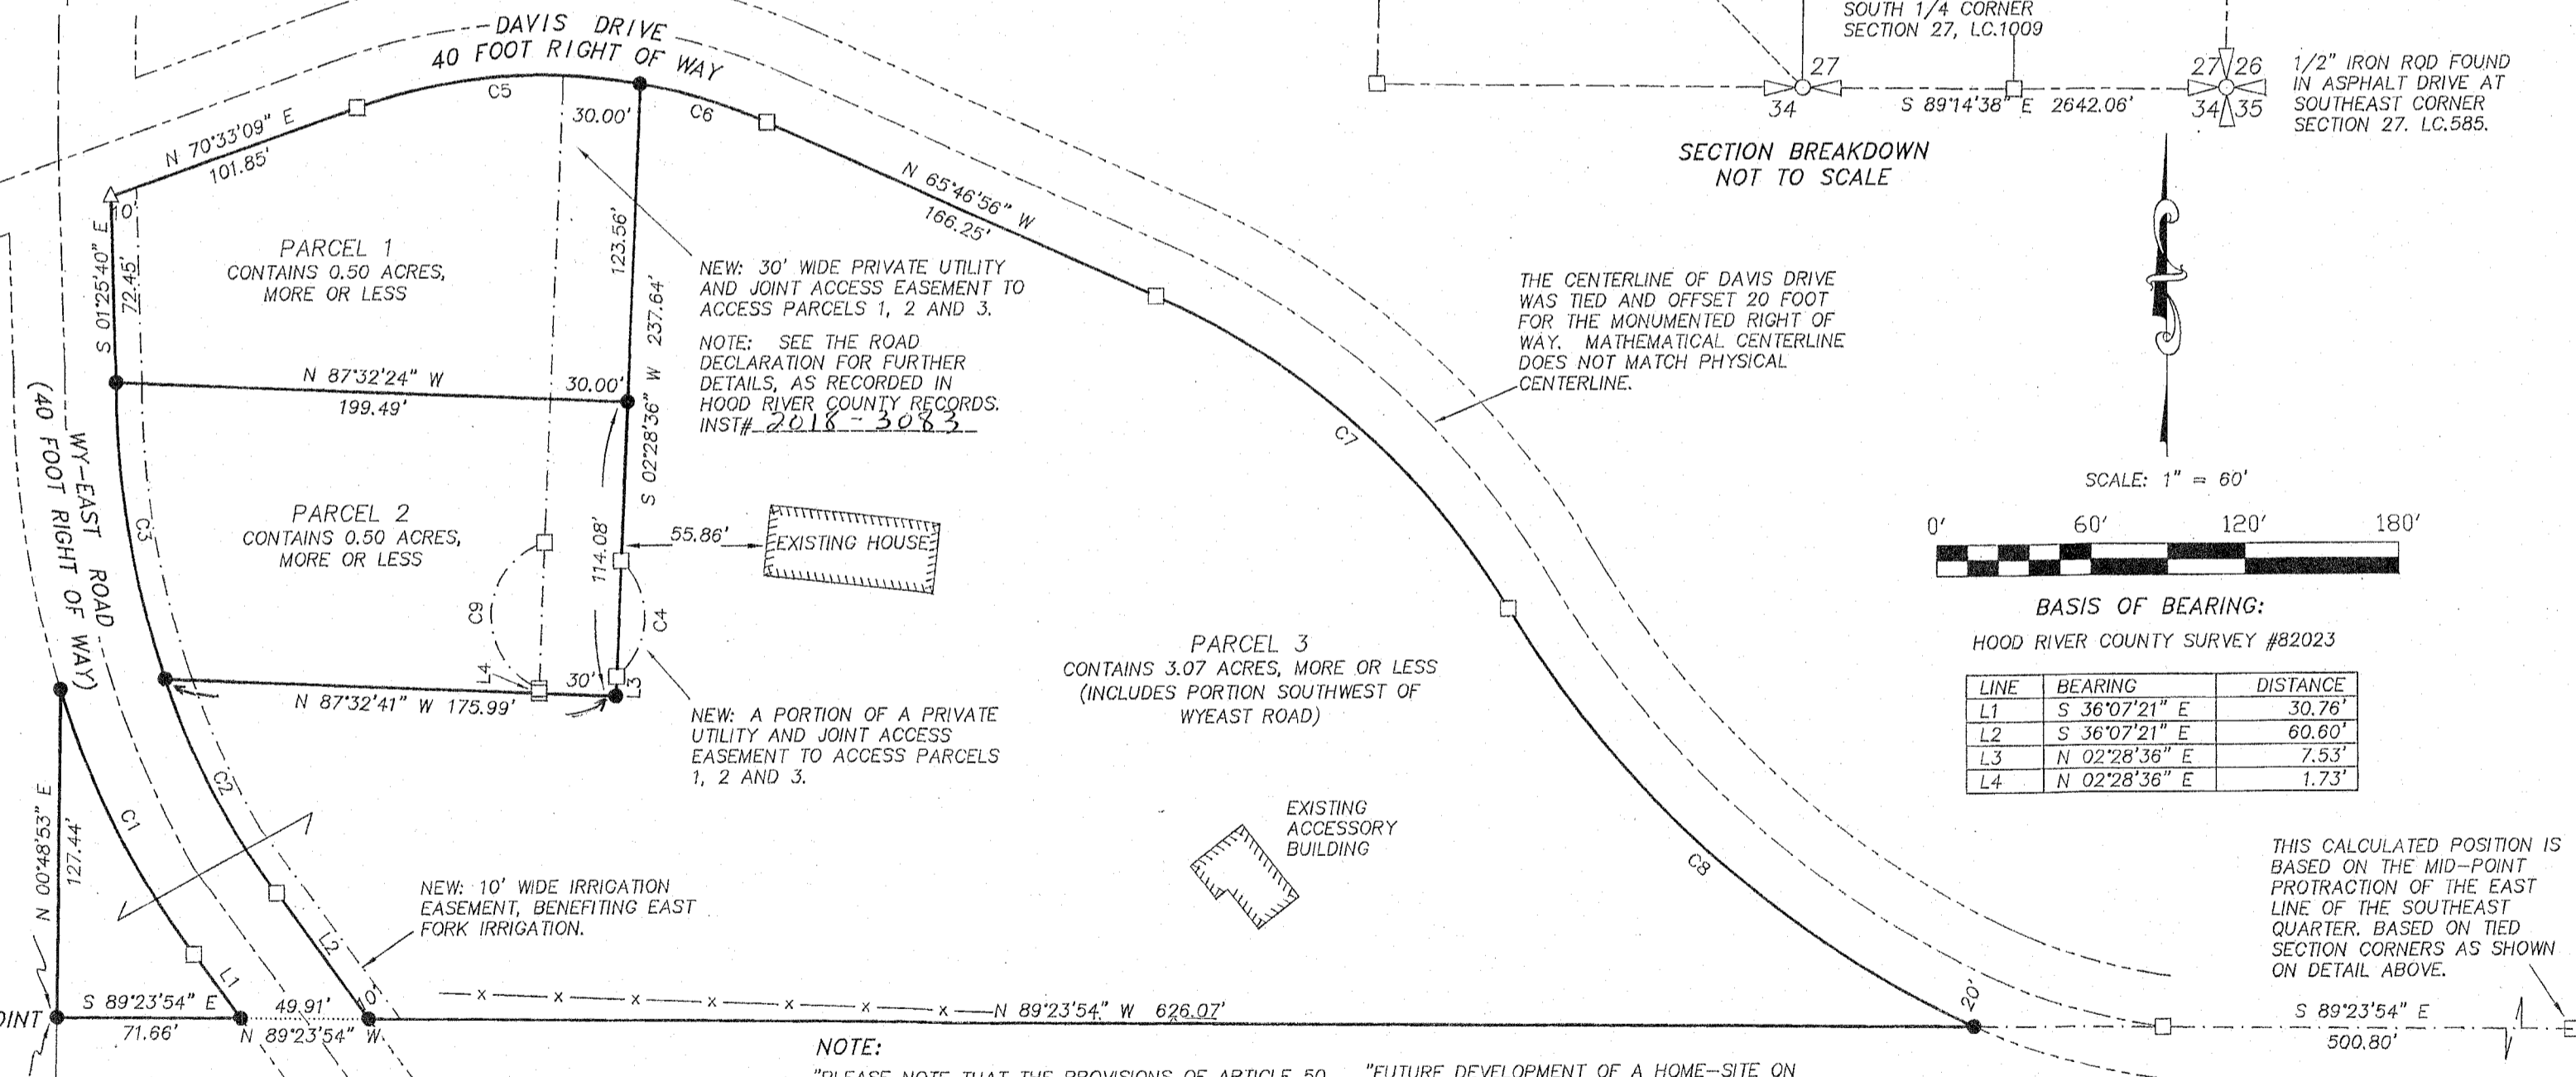 DAVIS DRIVE
40 FOOT RIGHT OF WAY
C5
C6
30.00'
N 70°33'09" E
101.85'
10'
S 01°25'40" E
72.45'
PARCEL 1
CONTAINS 0.50 ACRES,
MORE OR LESS
123.56'
S 02°28'36" W 237.64'
NEW: 30' WIDE PRIVATE UTILITY
AND JOINT ACCESS EASEMENT TO
ACCESS PARCELS 1, 2 AND 3.
NOTE: SEE THE ROAD
DECLARATION FOR FURTHER
DETAILS, AS RECORDED IN
HOOD RIVER COUNTY RECORDS.
INST# 2018-3083
N 65°46'56" W
166.25'
N 87°32'24" W
199.49'
30.00'
WY-EAST ROAD
(40 FOOT RIGHT OF WAY)
C3
PARCEL 2
CONTAINS 0.50 ACRES,
MORE OR LESS
114.08'
55.86'
EXISTING HOUSE
C9
C4
L4
30'
L3
N 87°32'41" W 175.99'
NEW: A PORTION OF A PRIVATE
UTILITY AND JOINT ACCESS
EASEMENT TO ACCESS PARCELS
1, 2 AND 3.
C7
THE CENTERLINE OF DAVIS DRIVE
WAS TIED AND OFFSET 20 FOOT
FOR THE MONUMENTED RIGHT OF
WAY. MATHEMATICAL CENTERLINE
DOES NOT MATCH PHYSICAL
CENTERLINE.
PARCEL 3
CONTAINS 3.07 ACRES, MORE OR LESS
(INCLUDES PORTION SOUTHWEST OF
WYEAST ROAD)
EXISTING
ACCESSORY
BUILDING
C8
C2
C1
N 00°48'53" E
127.44'
NEW: 10' WIDE IRRIGATION
EASEMENT, BENEFITING EAST
FORK IRRIGATION.
L2
L1
10'
S 89°23'54" E
71.66'
49.91'
N 89°23'54" W
OINT
x x x x x x x N 89°23'54" W 626.07'
20'
S 89°23'54" E
500.80'
NOTE:
"PLEASE NOTE THAT THE PROVISIONS OF ARTICLE 50
"FUTURE DEVELOPMENT OF A HOME-SITE ON
SOUTH 1/4 CORNER
SECTION 27, LC.1009
27
34
S 89°14'38" E 2642.06'
27 26
34 35
1/2" IRON ROD FOUND
IN ASPHALT DRIVE AT
SOUTHEAST CORNER
SECTION 27. LC.585.
SECTION BREAKDOWN
NOT TO SCALE
SCALE: 1" = 60'
0' 60' 120' 180'
BASIS OF BEARING:
HOOD RIVER COUNTY SURVEY #82023
LINE BEARING DISTANCE
L1 S 36°07'21" E 30.76'
L2 S 36°07'21" E 60.60'
L3 N 02°28'36" E 7.53'
L4 N 02°28'36" E 1.73'
THIS CALCULATED POSITION IS
BASED ON THE MID-POINT
PROTRACTION OF THE EAST
LINE OF THE SOUTHEAST
QUARTER. BASED ON TIED
SECTION CORNERS AS SHOWN
ON DETAIL ABOVE.